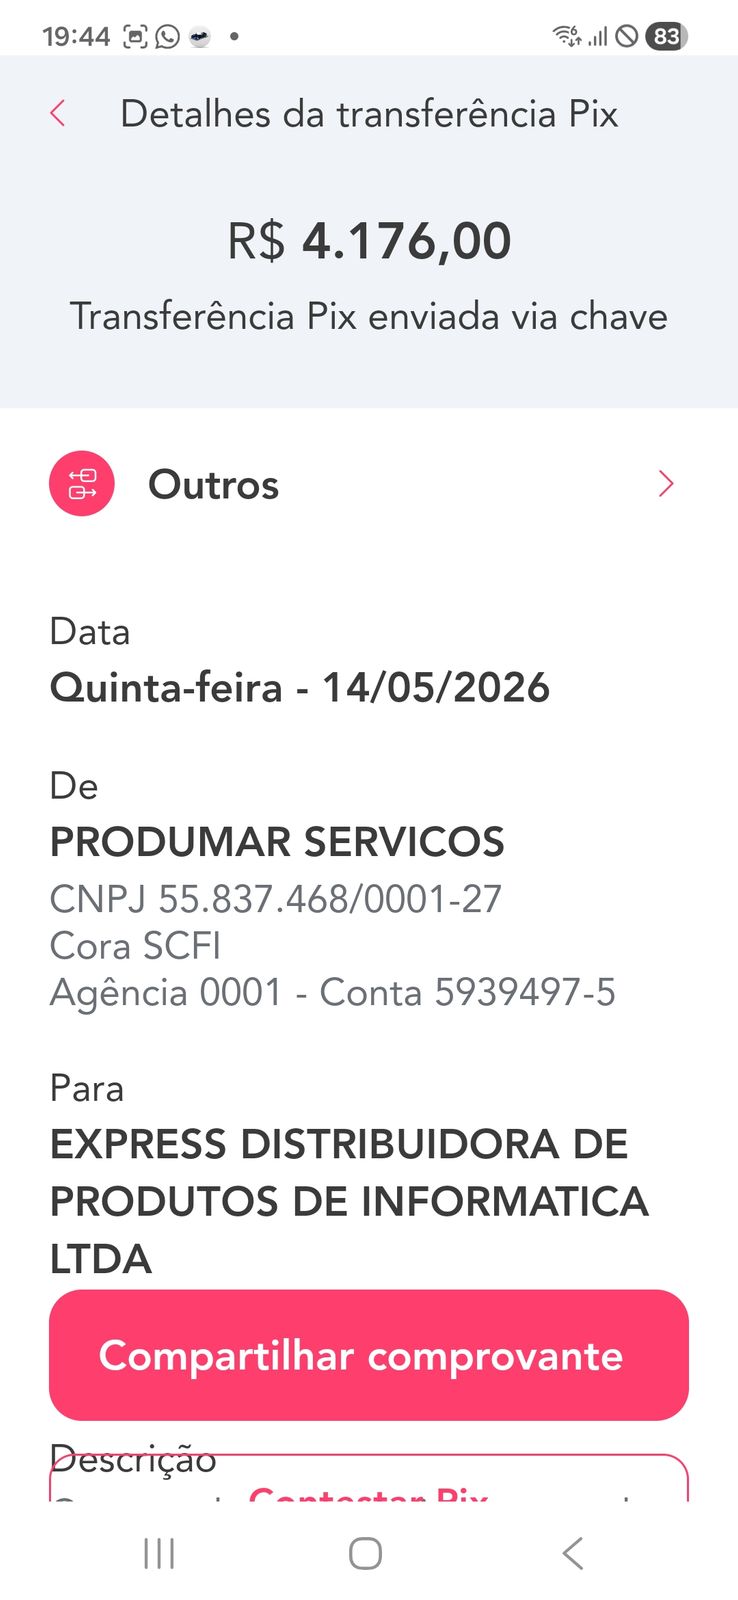 19:44
83
Detalhes da transferência Pix
R$ 4.176,00
Transferência Pix enviada via chave
Outros
Data
Quinta-feira - 14/05/2026
De
PRODUMAR SERVICOS
CNPJ 55.837.468/0001-27
Cora SCFI
Agência 0001 - Conta 5939497-5
Para
EXPRESS DISTRIBUIDORA DE
PRODUTOS DE INFORMATICA
LTDA
Compartilhar comprovante
Descrição
Contestar Pix